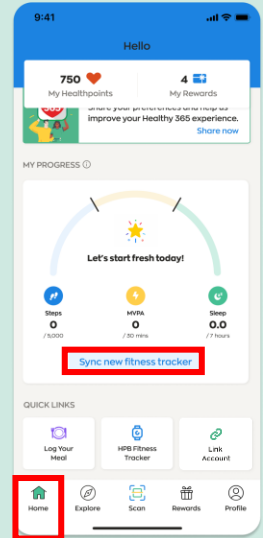 9:41
Hello
750
4
My Healthpoints
My Rewards
365
Share your preferences and help us
improve your Healthy 365 experience.
Share now
MY PROGRESS
Let's start fresh today!
Steps
MVPA
Sleep
0
0
0.0
/ 5,000
/ 30 mins
/ 7 hours
Sync new fitness tracker
QUICK LINKS
Log Your
Meal
HPB Fitness
Tracker
Link
Account
Home
Explore
Scan
Rewards
Profile